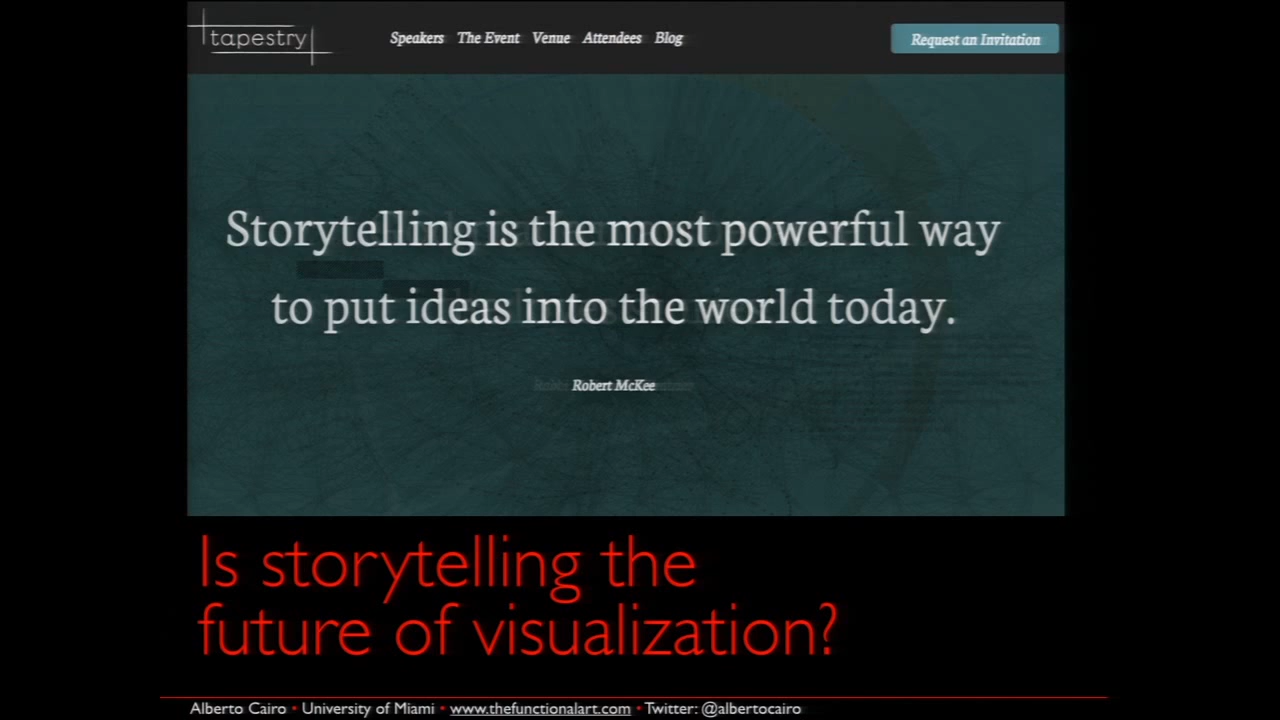 tapestry
Speakers The Event Venue Attendees Blog
Request an Invitation
Storytelling is the most powerful way
to put ideas into the world today.
Robert McKee
Is storytelling the
future of visualization?
Alberto Cairo • University of Miami • www.thefunctionalart.com • Twitter: @albertocairo